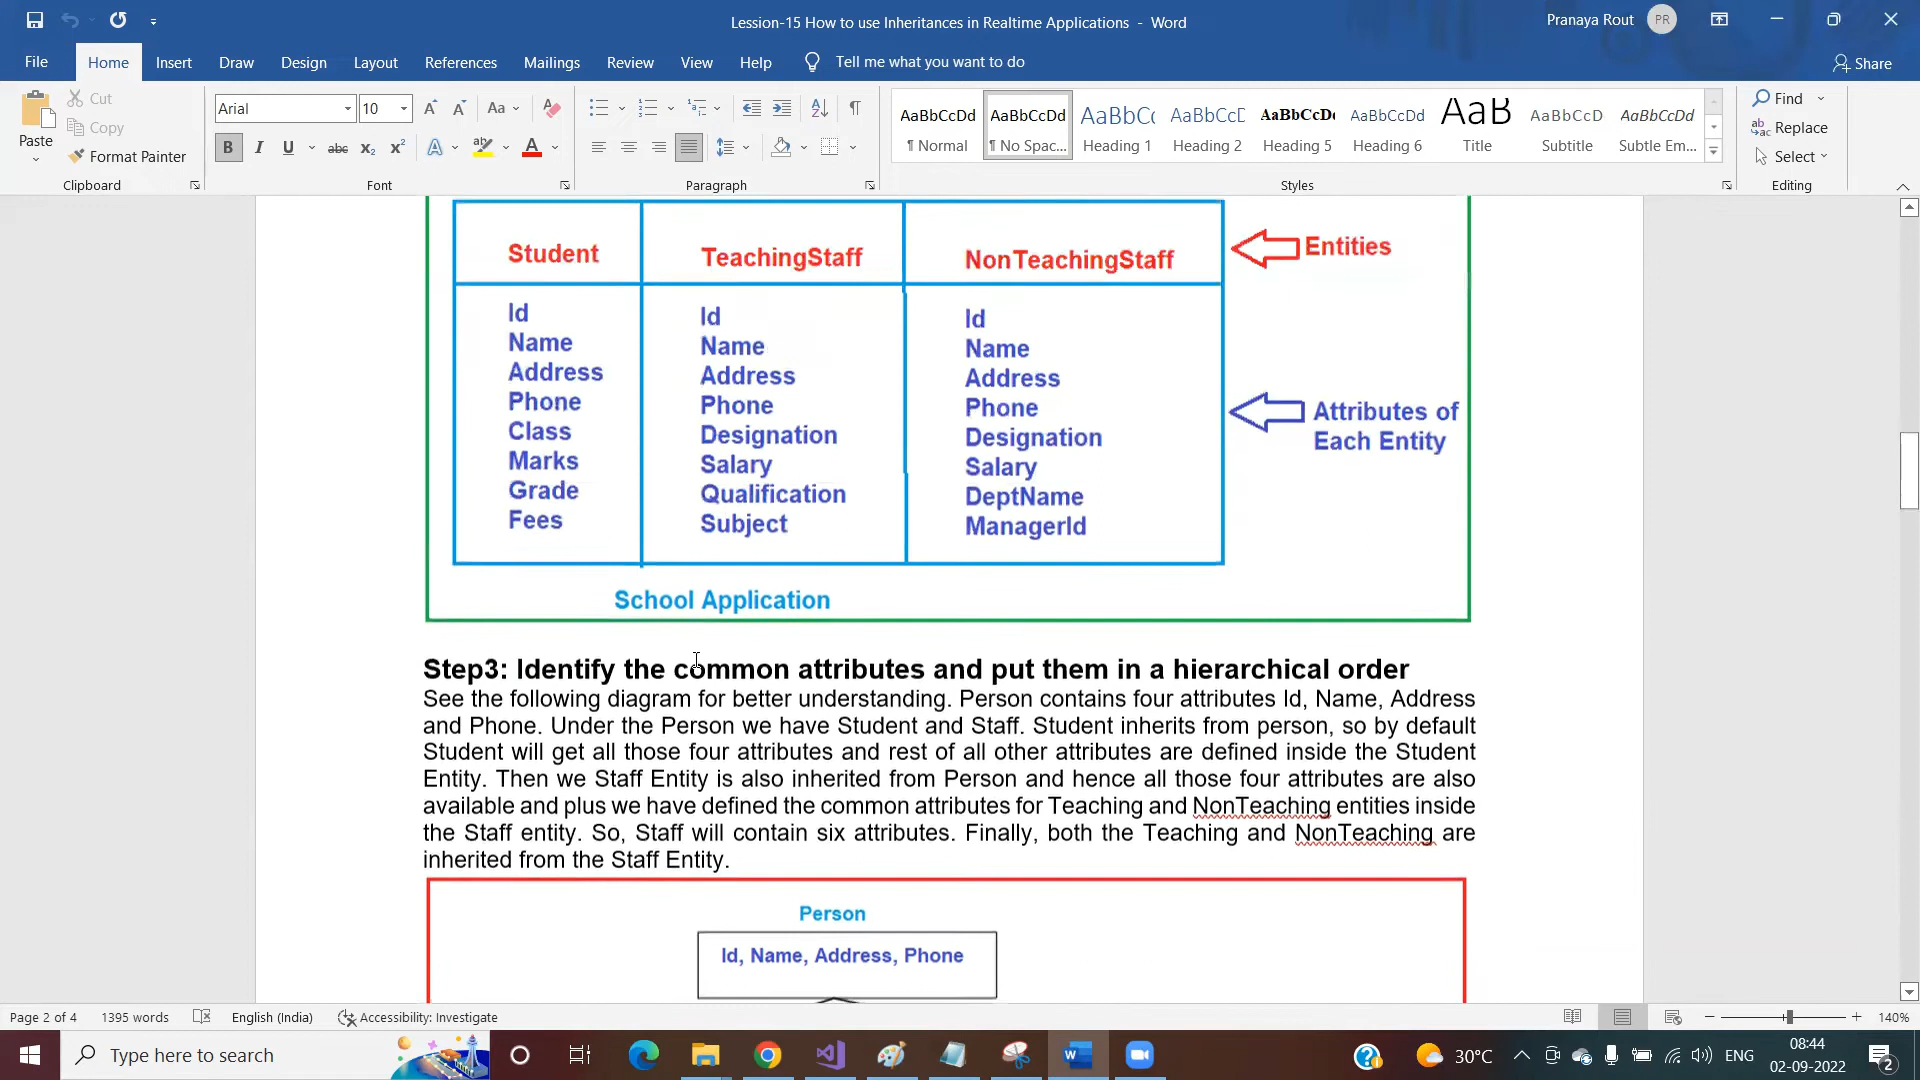 Lession-15 How to use Inheritances in Realtime Applications - Word
Pranaya Rout
PR
File Home Insert Draw Design Layout References Mailings Review View Help Tell me what you want to do
Share
Paste
Cut
Copy
Format Painter
Clipboard
Arial
10
Aa
B I U abc x₂ x²
A
Font
Paragraph
AaBbCcDd
¶ Normal
AaBbCcDd
¶ No Spac...
AaBbCc
Heading 1
AaBbCcD
Heading 2
AaBbCcDc
Heading 5
AaBbCcDd
Heading 6
AaB
Title
AaBbCcD
Subtitle
AaBbCcDd
Subtle Em...
Styles
Find
Replace
Select
Editing
Student
TeachingStaff
NonTeachingStaff
Entities
Id
Name
Address
Phone
Class
Marks
Grade
Fees
Id
Name
Address
Phone
Designation
Salary
Qualification
Subject
Id
Name
Address
Phone
Designation
Salary
DeptName
ManagerId
Attributes of
Each Entity
School Application
Step3: Identify the common attributes and put them in a hierarchical order
See the following diagram for better understanding. Person contains four attributes Id, Name, Address
and Phone. Under the Person we have Student and Staff. Student inherits from person, so by default
Student will get all those four attributes and rest of all other attributes are defined inside the Student
Entity. Then we Staff Entity is also inherited from Person and hence all those four attributes are also
available and plus we have defined the common attributes for Teaching and NonTeaching entities inside
the Staff entity. So, Staff will contain six attributes. Finally, both the Teaching and NonTeaching are
inherited from the Staff Entity.
Person
Id, Name, Address, Phone
Page 2 of 4
1395 words
English (India)
Accessibility: Investigate
140%
Type here to search
30°C
ENG
08:44
02-09-2022
2